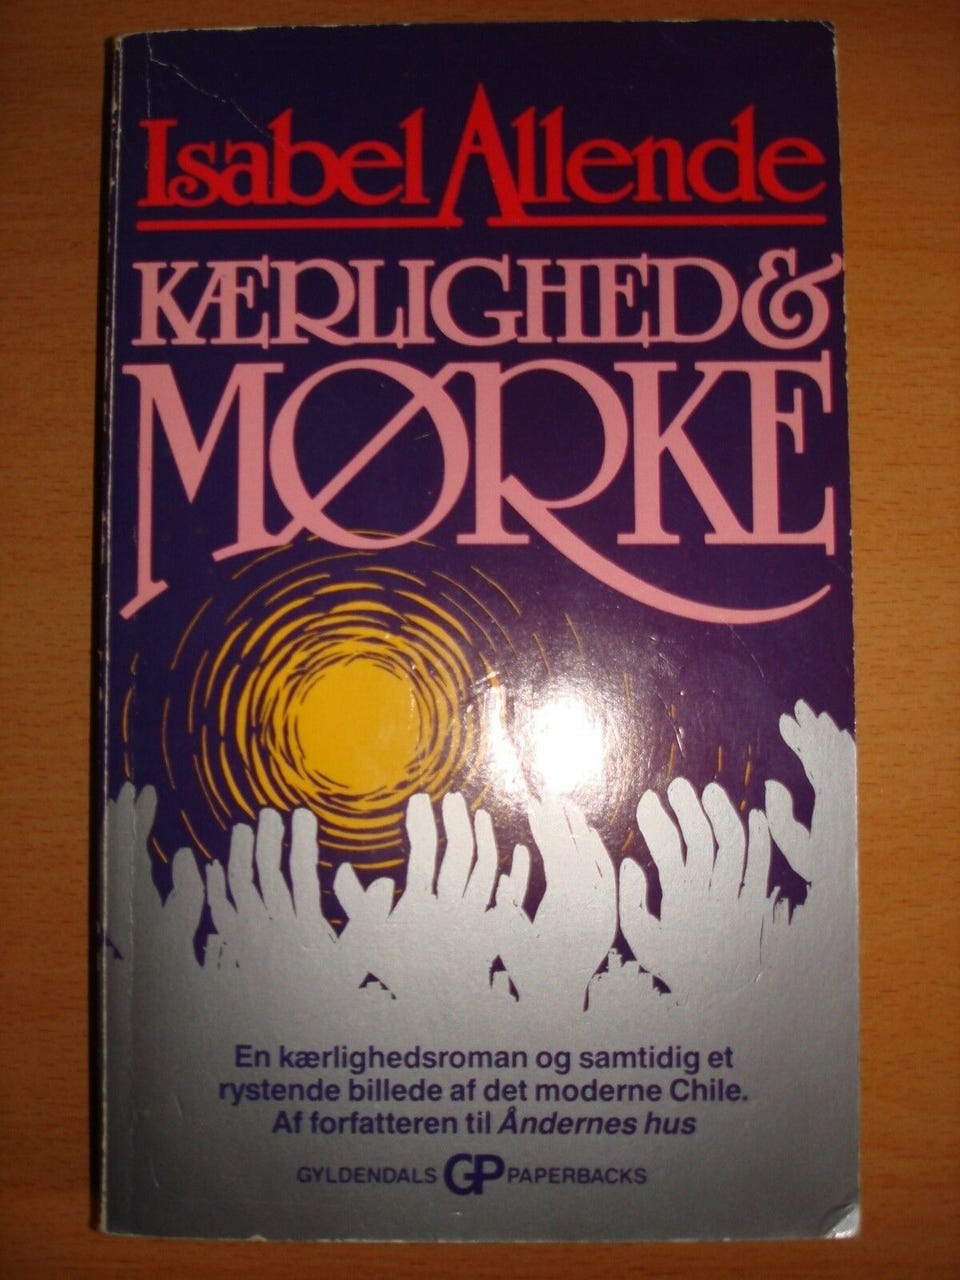 Isabel Allende
KÆRLIGHED &
MØRKE
En kærlighedsroman og samtidig et
rystende billede af det moderne Chile.
Af forfatteren til Åndernes hus
GYLDENDALS GP PAPERBACKS